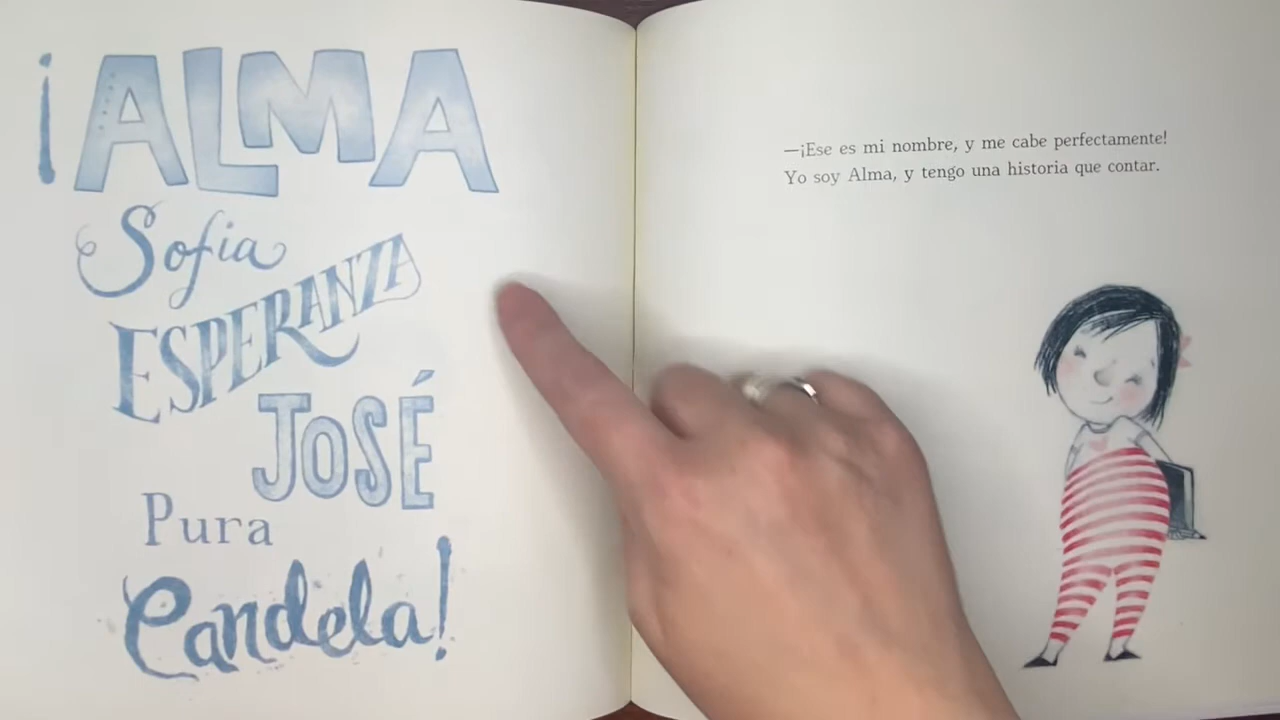 ¡ALMA
Sofia
ESPERANZA
JOSÉ
Pura
Candela!
—¡Ese es mi nombre, y me cabe perfectamente!
Yo soy Alma, y tengo una historia que contar.